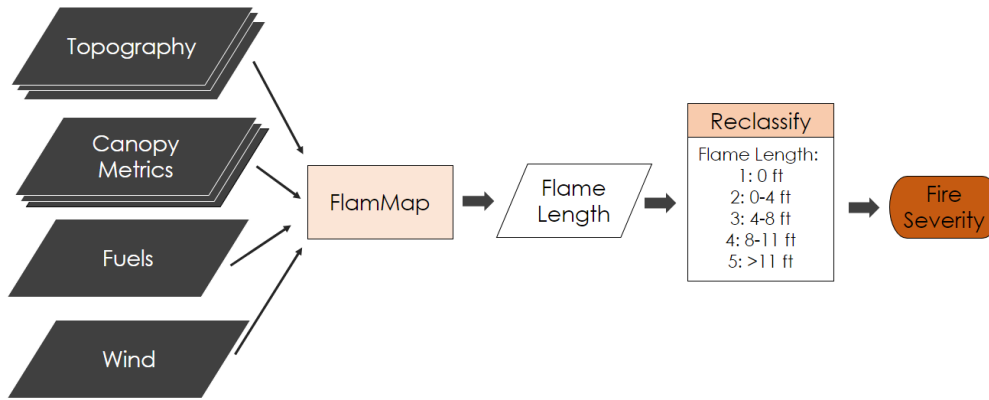 Topography
Canopy
Metrics
Fuels
Wind
FlamMap
Flame
Length
Reclassify
Flame Length:
1: 0 ft
2: 0-4 ft
3: 4-8 ft
4: 8-11 ft
5: >11 ft
Fire
Severity